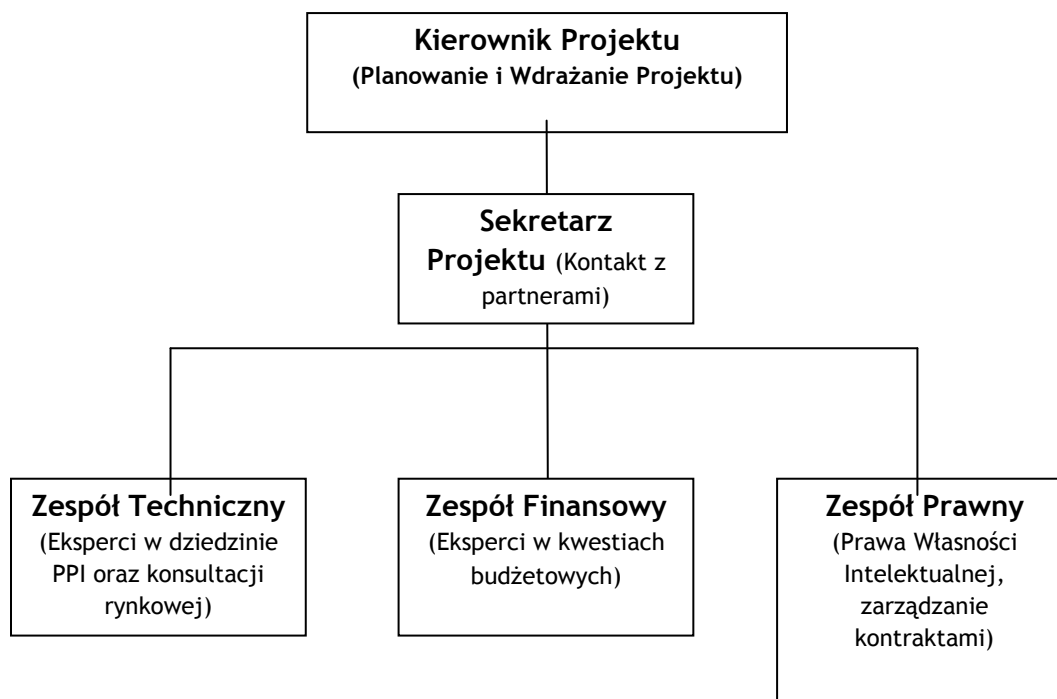 Kierownik Projektu
(Planowanie i Wdrażanie Projektu)
Sekretarz
Projektu (Kontakt z
partnerami)
Zespół Techniczny
(Eksperci w dziedzinie
PPI oraz konsultacji
rynkowej)
Zespół Finansowy
(Eksperci w kwestiach
budżetowych)
Zespół Prawny
(Prawa Własności
Intelektualnej,
zarządzanie
kontraktami)